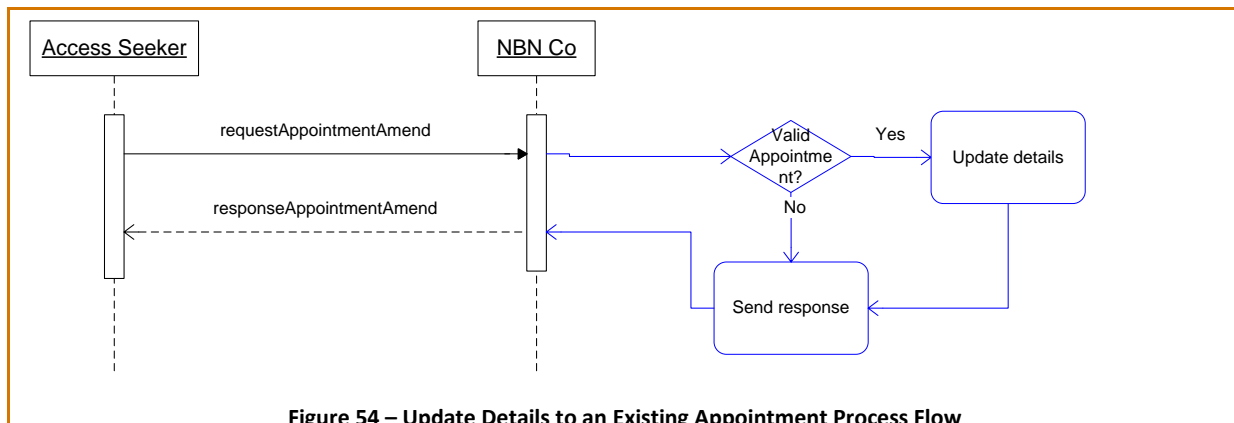 Access Seeker
NBN Co
requestAppointmentAmend
Valid
Appointme
nt?
Yes
Update details
responseAppointmentAmend
No
Send response
Figure 54 – Update Details to an Existing Appointment Process Flow